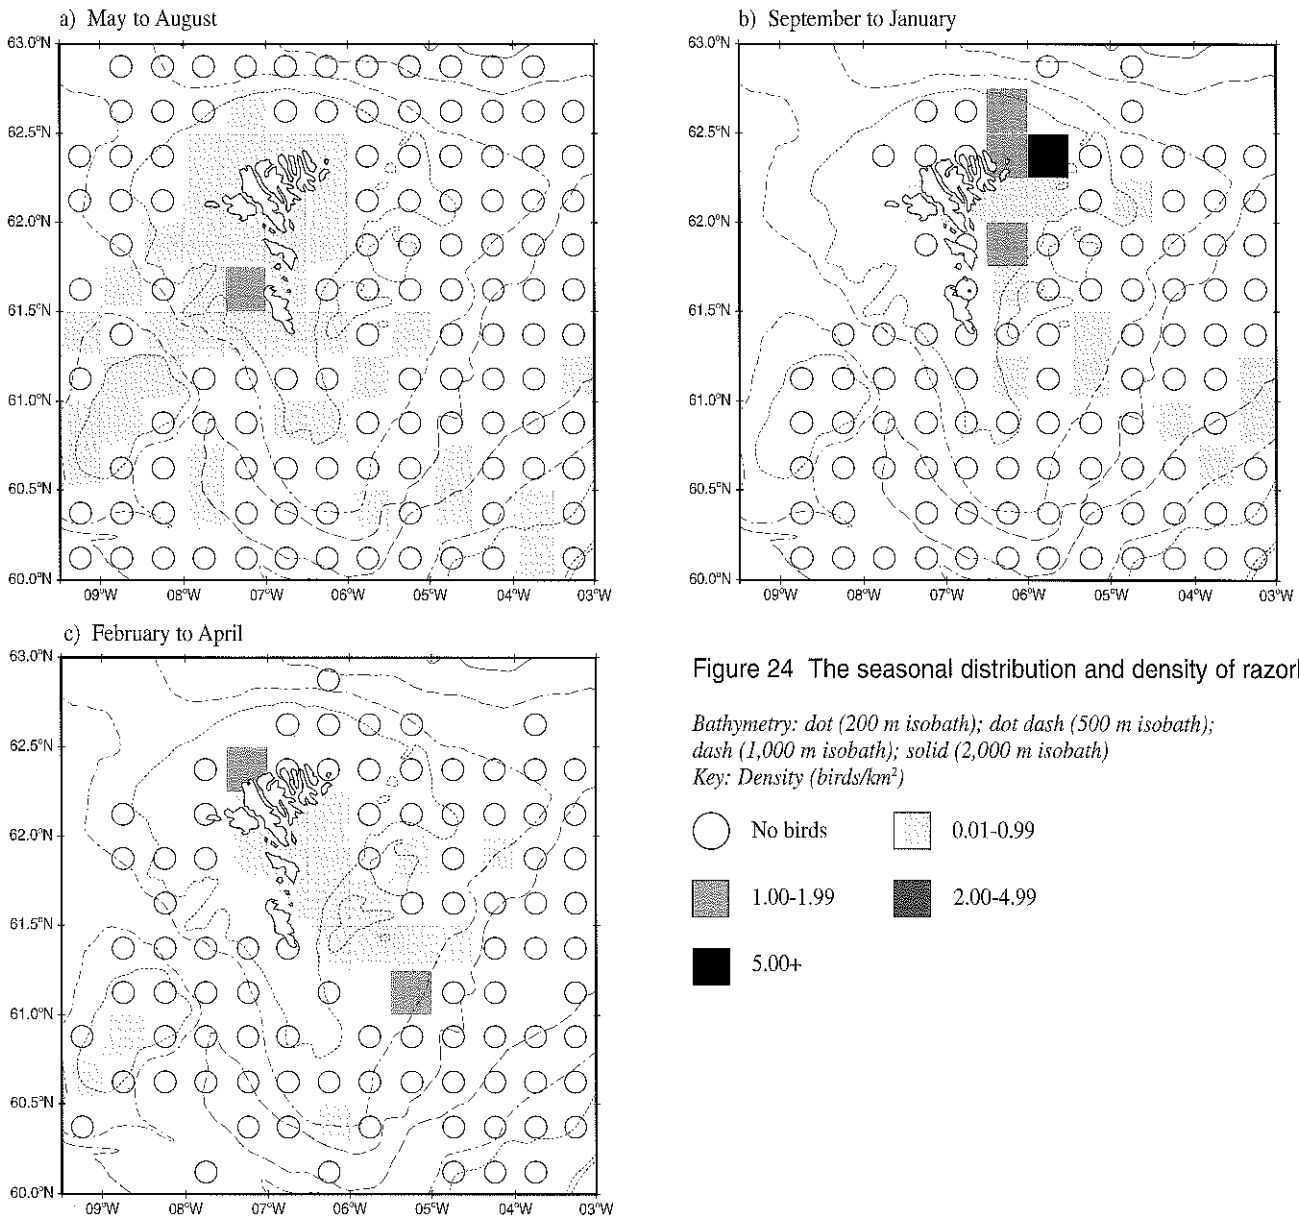 a) May to August
63.0°N
62.5°N
62.0°N
61.5°N
61.0°N
60.5°N
60.0°N
09°W 08°W 07°W 06°W 05°W 04°W 03°W
b) September to January
63.0°N
62.5°N
62.0°N
61.5°N
61.0°N
60.5°N
60.0°N
09°W 08°W 07°W 06°W 05°W 04°W 03°W
c) February to April
63.0°N
62.5°N
62.0°N
61.5°N
61.0°N
60.5°N
60.0°N
09°W 08°W 07°W 06°W 05°W 04°W 03°W
Figure 24 The seasonal distribution and density of
Bathymetry: dot (200 m isobath); dot dash (500 m isobath);
dash (1,000 m isobath); solid (2,000 m isobath)
Key: Density (birds/km²)
No birds
0.01-0.99
1.00-1.99
2.00-4.99
5.00+